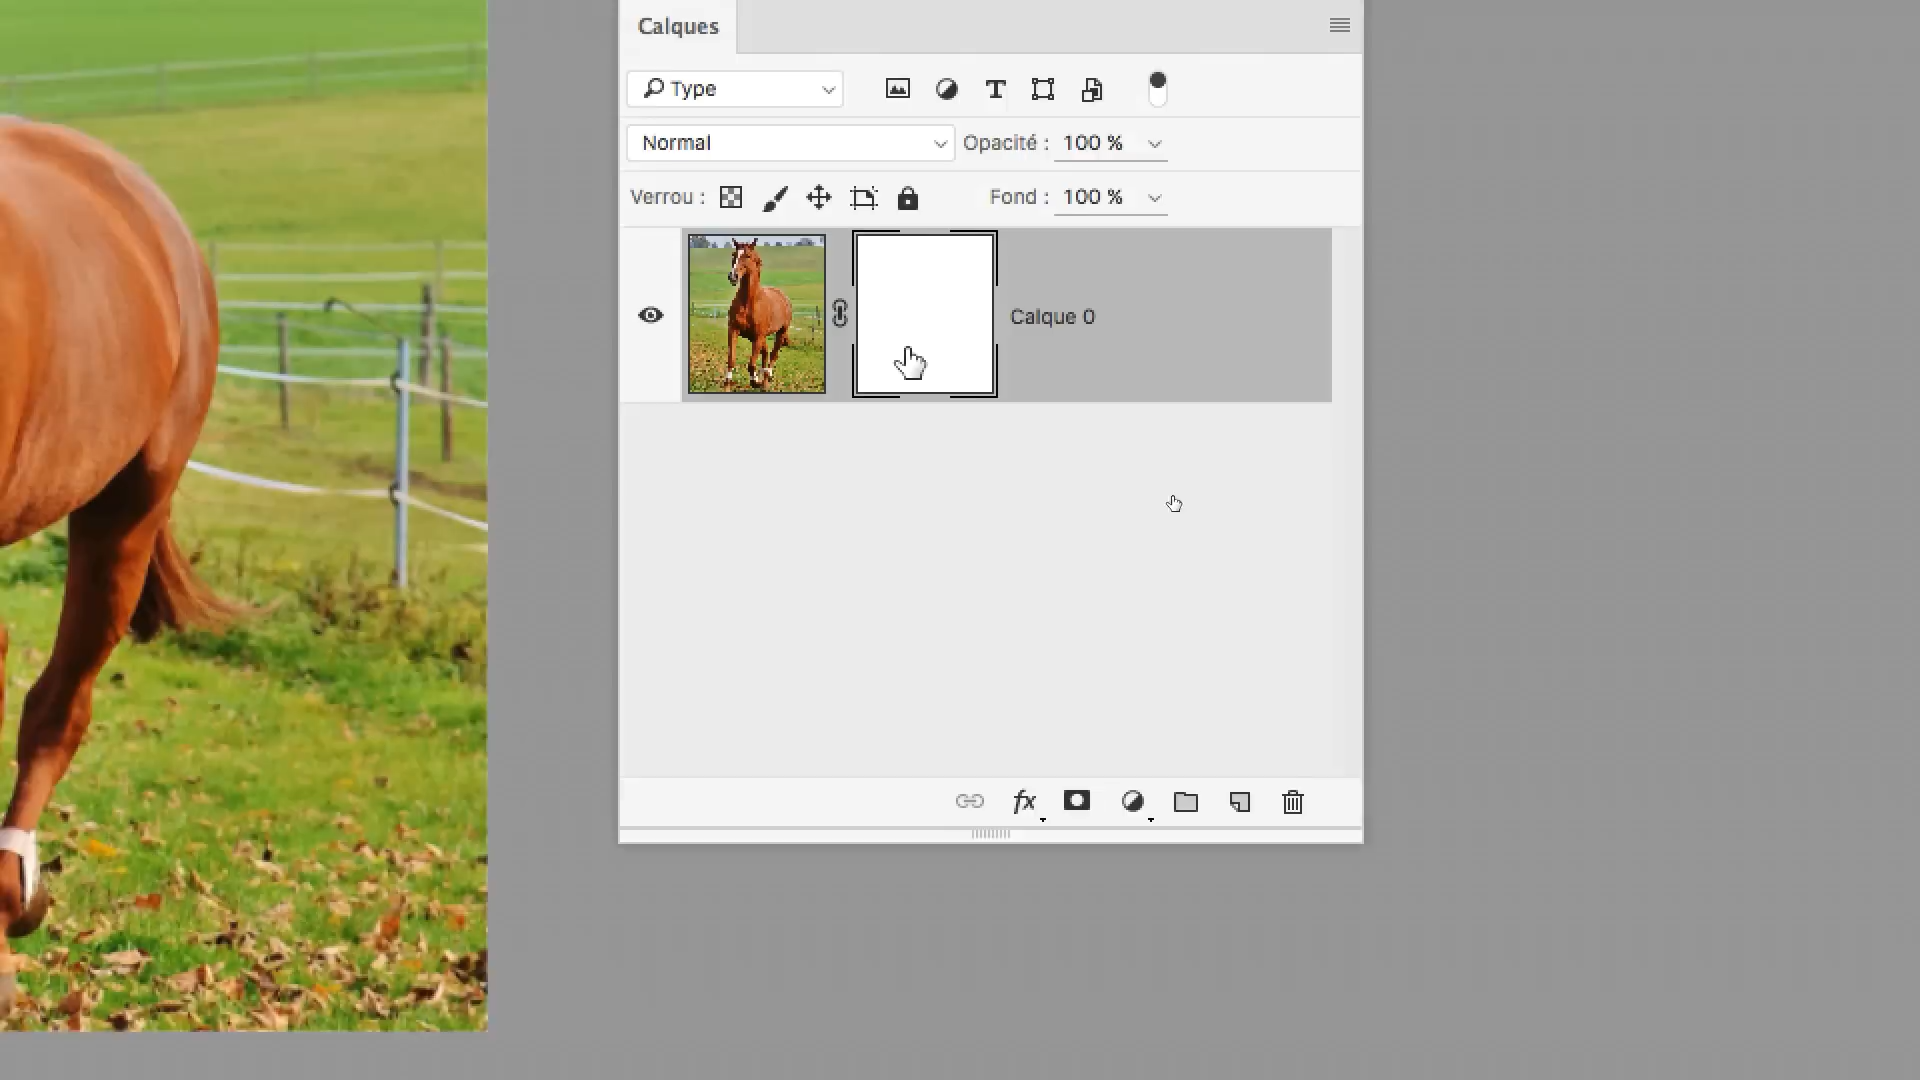 Calques
Type
Normal Opacité : 100 %
Verrou : Fond : 100 %
Calque 0
fx